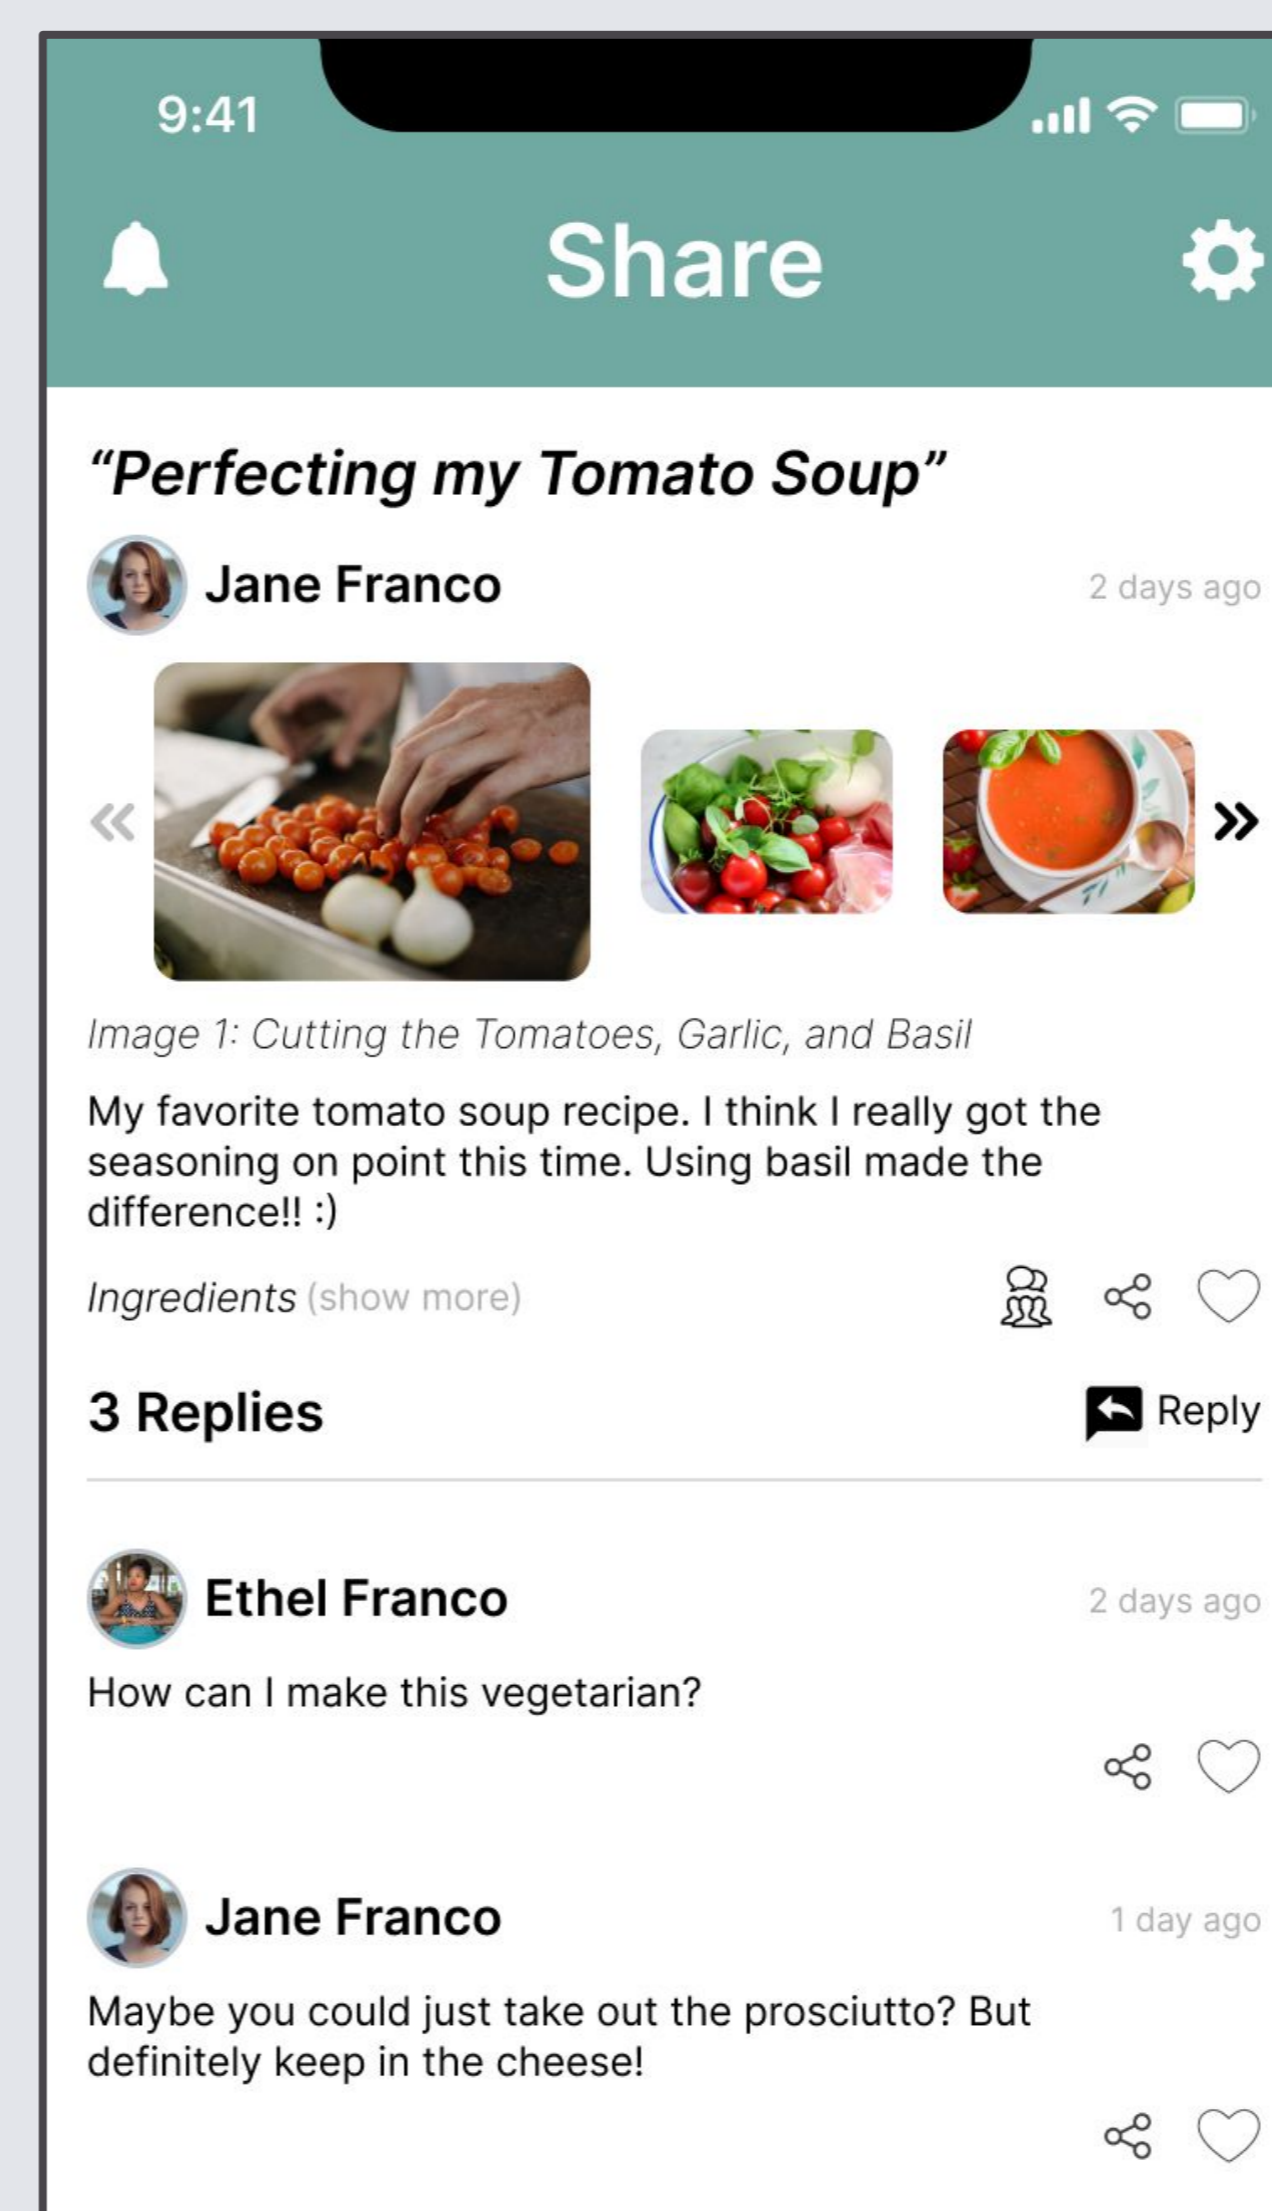 9:41
Share
“Perfecting my Tomato Soup”
Jane Franco
2 days ago
Image 1: Cutting the Tomatoes, Garlic, and Basil
My favorite tomato soup recipe. I think I really got the
seasoning on point this time. Using basil made the
difference!! :)
Ingredients (show more)
3 Replies
Reply
Ethel Franco
2 days ago
How can I make this vegetarian?
Jane Franco
1 day ago
Maybe you could just take out the prosciutto? But
definitely keep in the cheese!